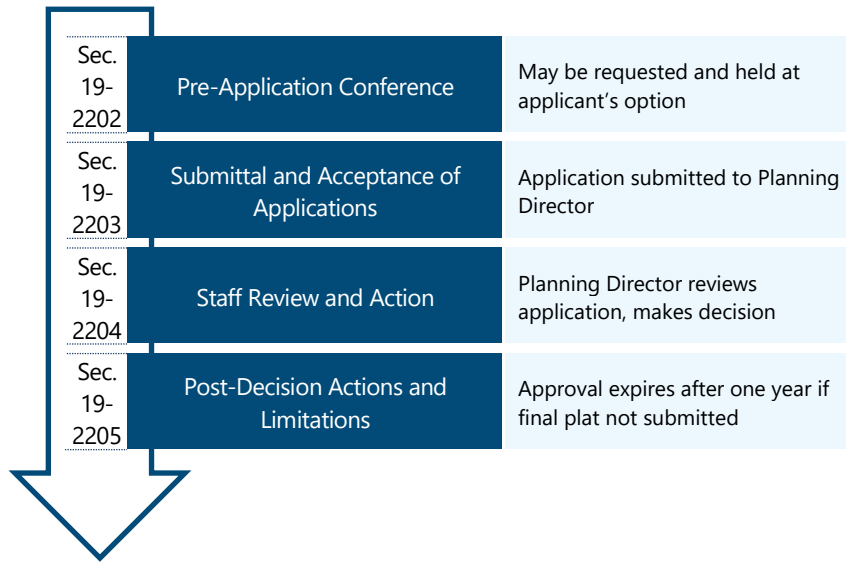 Sec.
19-
2202
Pre-Application Conference
May be requested and held at
applicant’s option
Sec.
19-
2203
Submittal and Acceptance of
Applications
Application submitted to Planning
Director
Sec.
19-
2204
Staff Review and Action
Planning Director reviews
application, makes decision
Sec.
19-
2205
Post-Decision Actions and
Limitations
Approval expires after one year if
final plat not submitted